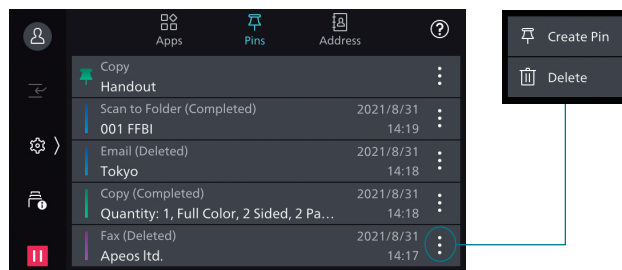 Apps
Pins
Address
Copy
Handout
Scan to Folder (Completed) 2021/8/31
001 FFBI 14:19
Email (Deleted) 2021/8/31
Tokyo 14:18
Copy (Completed) 2021/8/31
Quantity: 1, Full Color, 2 Sided, 2 Pa... 14:18
Fax (Deleted) 2021/8/31
Apeos ltd. 14:17
Create Pin
Delete